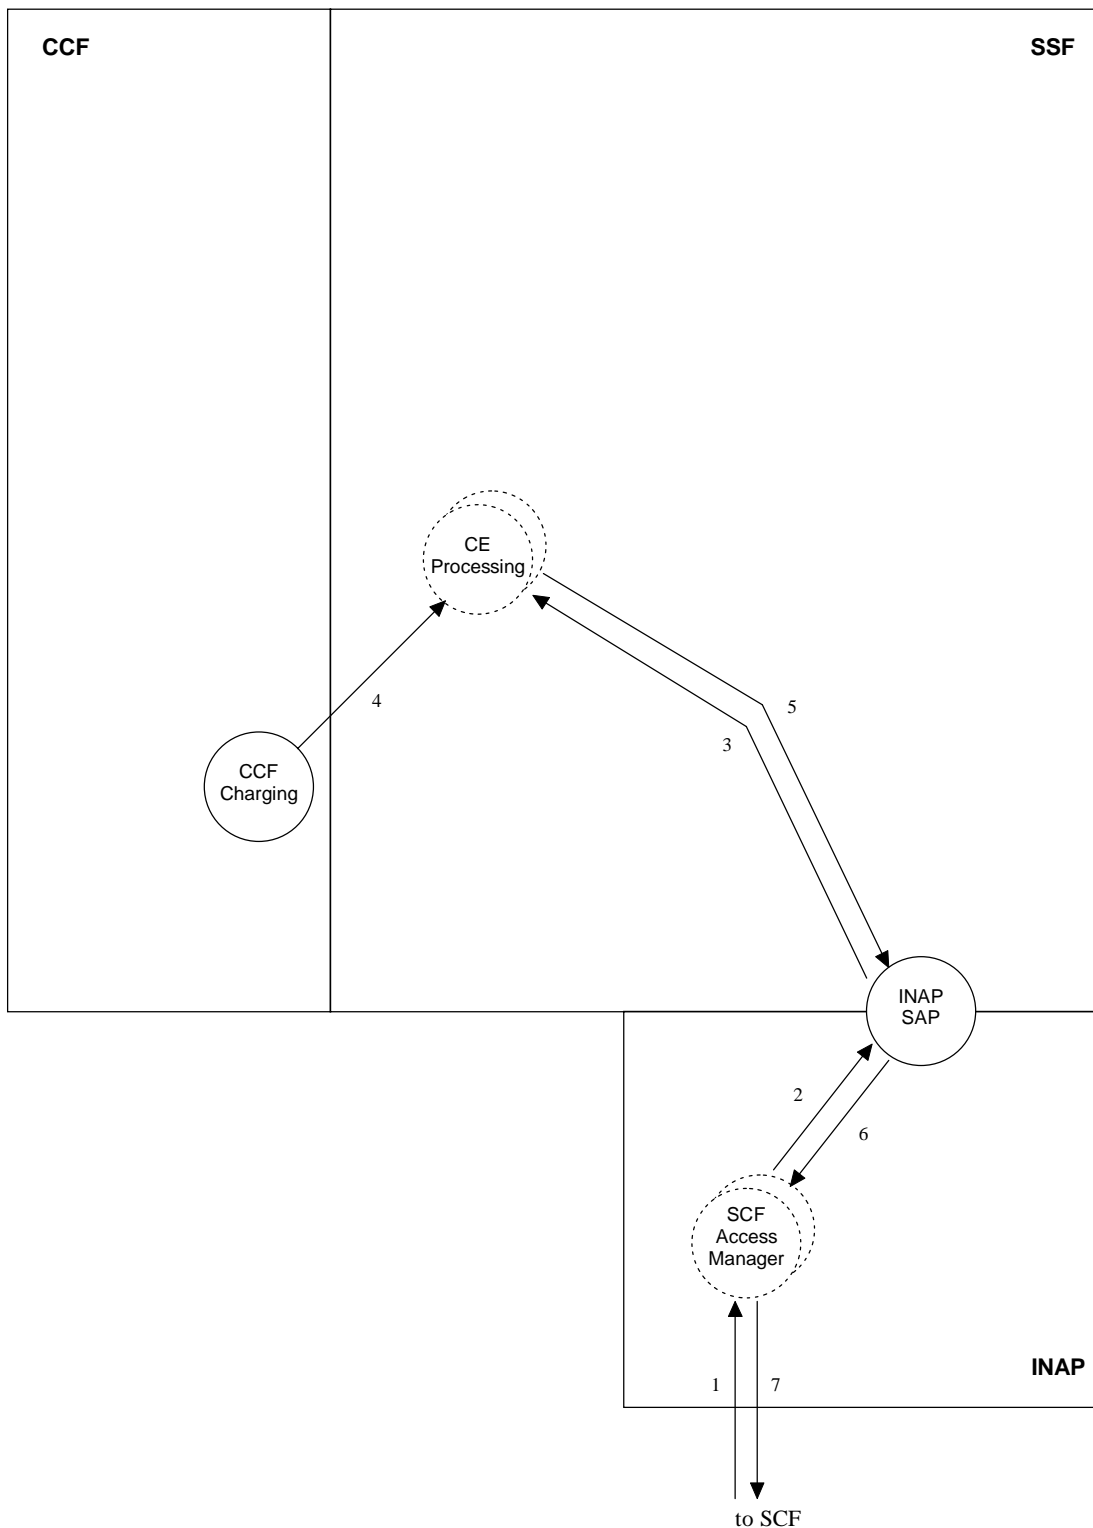 CCF
SSF
CE
Processing
4
5
3
CCF
Charging
INAP
SAP
2
6
SCF
Access
Manager
INAP
1
7
to SCF